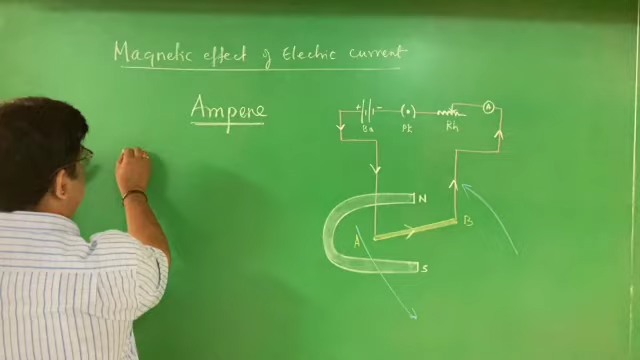 Magnetic effect of Electric current
Ampere
+ -
Ba
Pk
Rh
A
N
A
B
S